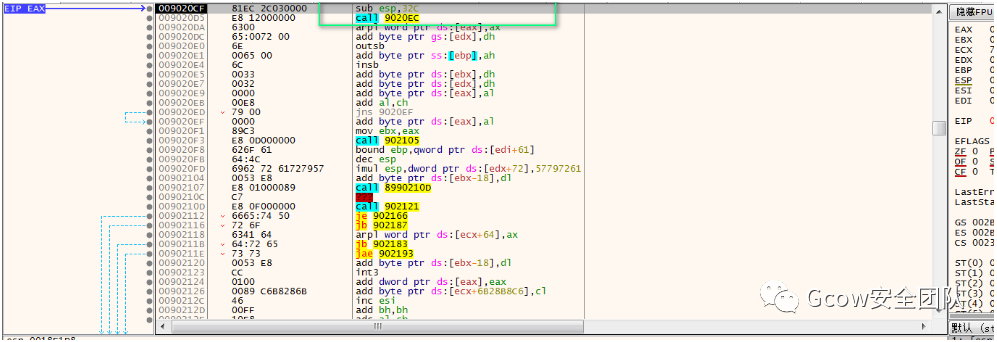 EIP EAX
009020CF 81EC 2C030000 sub esp,32C
009020D5 E8 12000000 call 9020EC
009020DA 6300 arpl word ptr ds:[eax],ax
009020DC 65:0072 00 add byte ptr gs:[edx],dh
009020E0 6E outsb
009020E1 0065 00 add byte ptr ss:[ebp],ah
009020E4 6C insb
009020E5 0033 add byte ptr ds:[ebx],dh
009020E7 0032 add byte ptr ds:[edx],dh
009020E9 0000 add byte ptr ds:[eax],al
009020EB 00E8 add al,ch
009020ED 79 00 jns 9020EF
009020EF 0000 add byte ptr ds:[eax],al
009020F1 89C3 mov ebx,eax
009020F3 E8 0D000000 call 902105
009020F8 626F 61 bound ebp,qword ptr ds:[edi+61]
009020FB 64:4C dec esp
009020FD 6962 72 61727957 imul esp,dword ptr ds:[edx+72],57797261
00902104 0053 E8 add byte ptr ds:[ebx-18],dl
00902107 E8 01000089 call 8990210D
0090210C C7
0090210D E8 0F000000 call 902121
00902112 6665:74 50 je 902166
00902116 72 6F jb 902187
00902118 6341 64 arpl word ptr ds:[ecx+64],ax
0090211B 64:72 65 jb 902183
0090211E 73 73 jae 902193
00902120 0053 E8 add byte ptr ds:[ebx-18],dl
00902123 CC int3
00902124 0100 add dword ptr ds:[eax],eax
00902126 0089 C6B8286B add byte ptr ds:[ecx+6B28B8C6],cl
0090212C 46 inc esi
0090212D 00FF add bh,bh
隐藏FPU
EAX 0
EBX 0
ECX 7
EDX 0
EBP 0
ESP 0
ESI 0
EDI 0
EIP 0
EFLAGS
ZF 0
OF 0
CF 0
LastErr
LastSta
GS 002B
ES 002B
CS 0023
ST(0)
ST(1)
ST(2)
ST(3)
ST(4)
默认 (st
Gcow安全团队